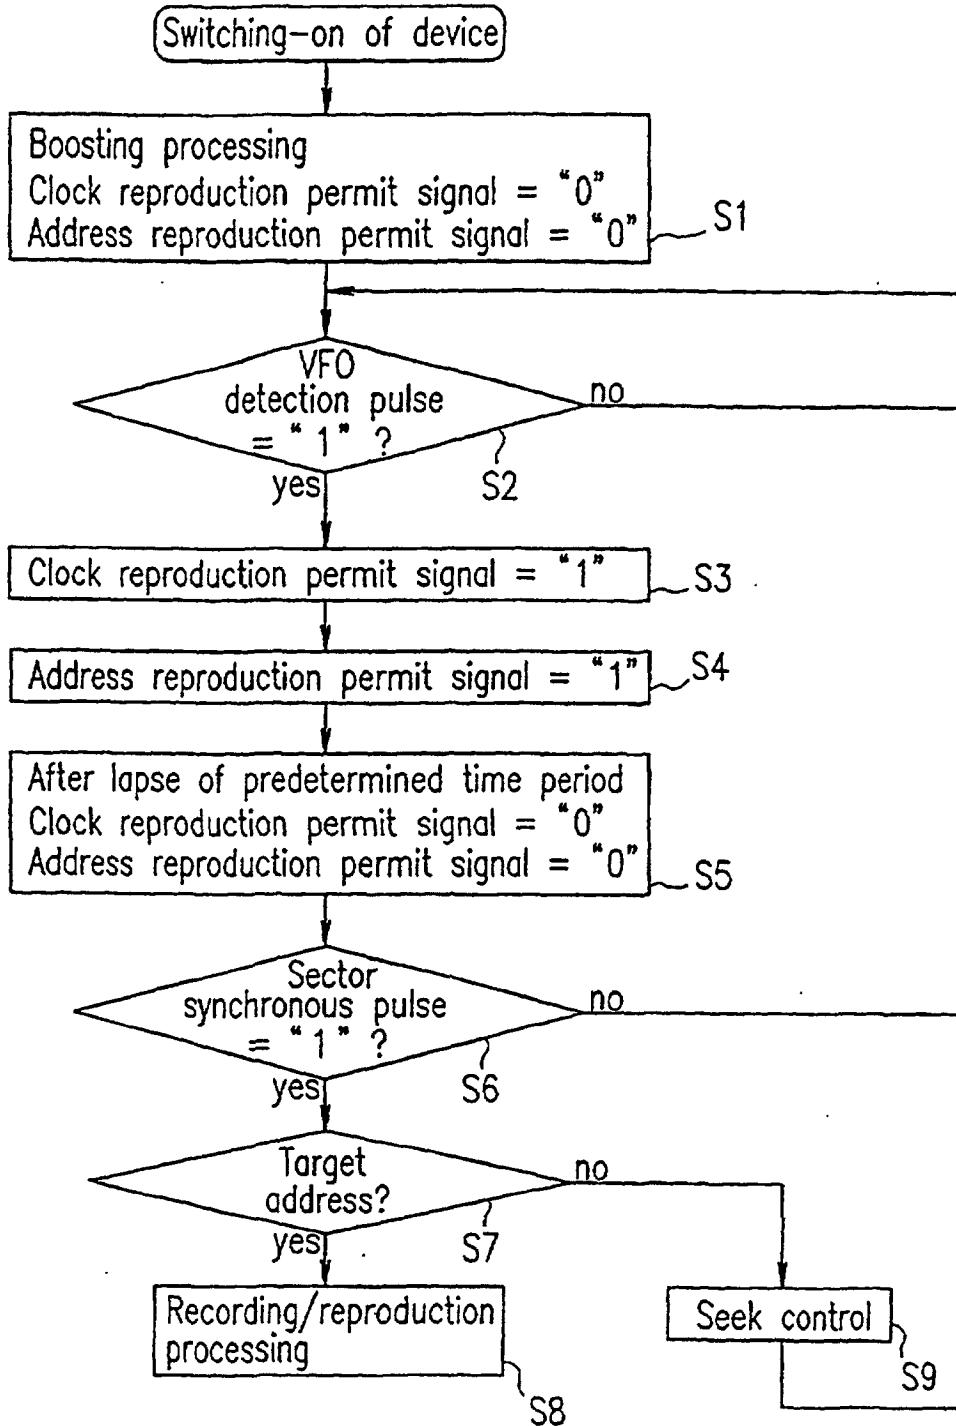 Switching-on of device
Boosting processing
Clock reproduction permit signal = "0"
Address reproduction permit signal = "0"
S1
VFO
detection pulse
= "1" ?
no
S2
yes
Clock reproduction permit signal = "1"
S3
Address reproduction permit signal = "1"
S4
After lapse of predetermined time period
Clock reproduction permit signal = "0"
Address reproduction permit signal = "0"
S5
Sector
synchronous pulse
= "1" ?
no
S6
yes
Target
address?
no
S7
yes
Recording/reproduction
processing
S8
Seek control
S9